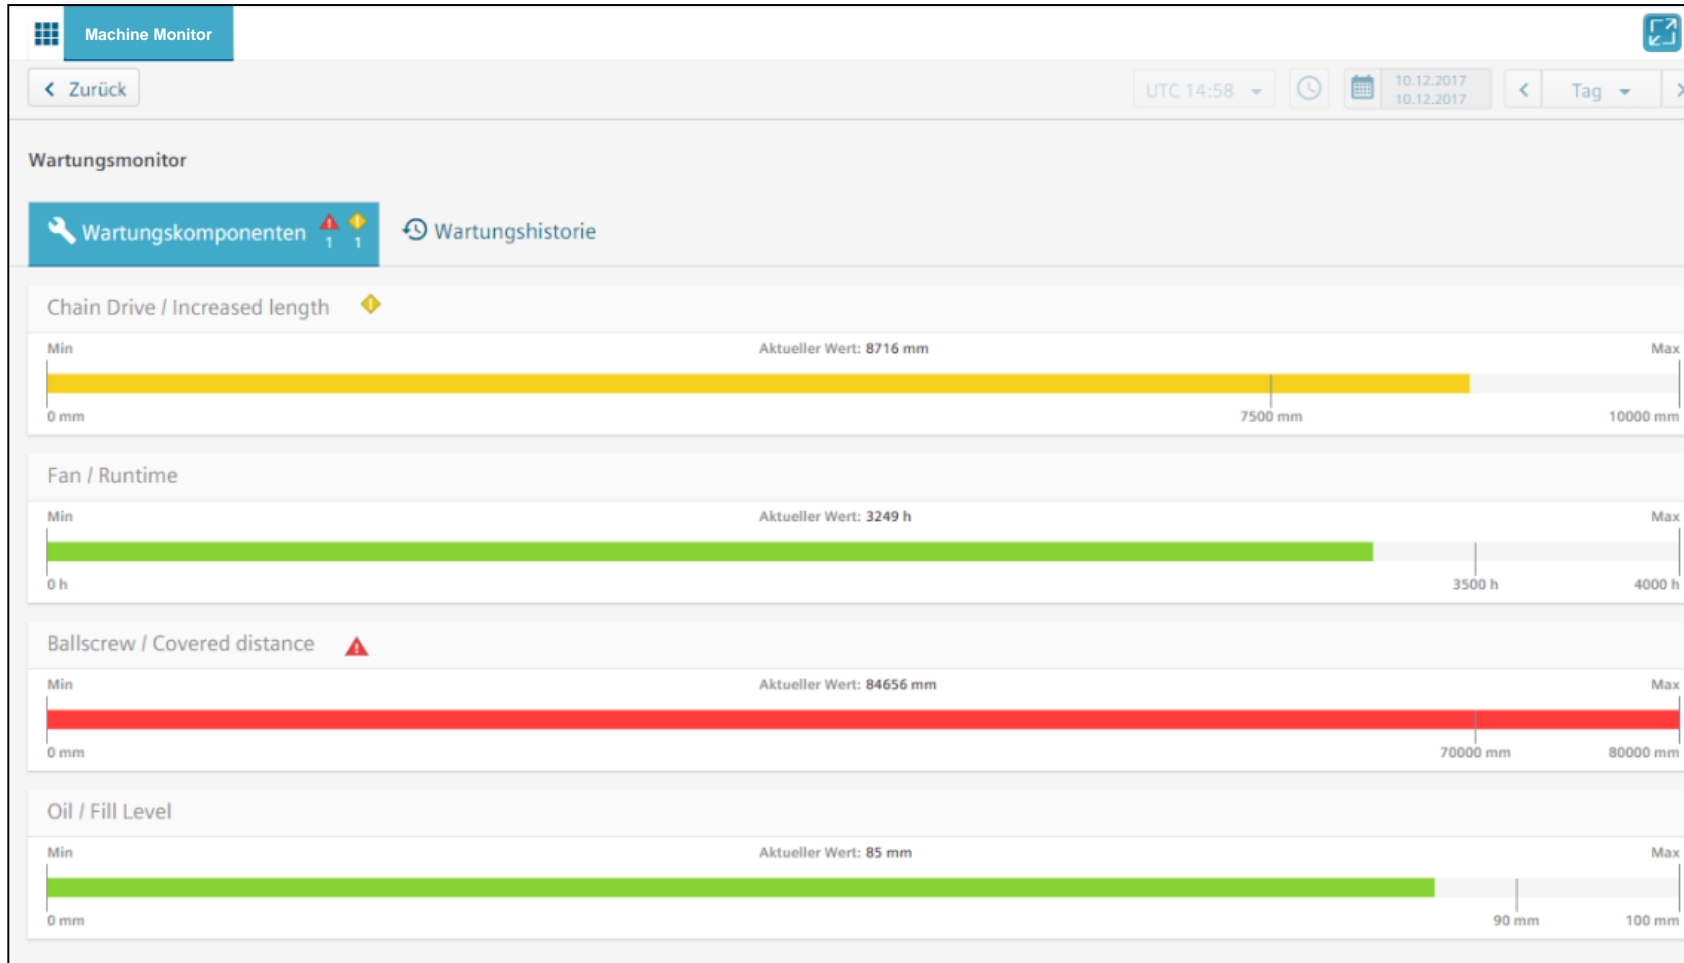 Machine Monitor
Zurück
UTC 14:58
10.12.2017
10.12.2017
Tag
Wartungsmonitor
Wartungskomponenten 1 1
Wartungshistorie
Chain Drive / Increased length
Min Aktueller Wert: 8716 mm Max
0 mm 7500 mm 10000 mm
Fan / Runtime
Min Aktueller Wert: 3249 h Max
0 h 3500 h 4000 h
Ballscrew / Covered distance
Min Aktueller Wert: 84656 mm Max
0 mm 70000 mm 80000 mm
Oil / Fill Level
Min Aktueller Wert: 85 mm Max
0 mm 90 mm 100 mm